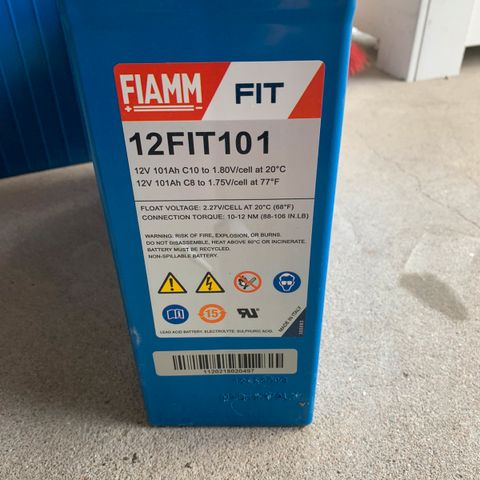 FIAMM
FIT
12FIT101
12V 101Ah C10 to 1.80V/cell at 20°C
12V 101Ah C8 to 1.75V/cell at 77°F
FLOAT VOLTAGE: 2.27V/CELL AT 20°C (68°F)
CONNECTION TORQUE: 10-12 NM (88-106 IN.LB)
WARNING: RISK OF FIRE, EXPLOSION, OR BURNS.
DO NOT DISASSEMBLE, HEAT ABOVE 60°C OR INCINERATE.
BATTERY MUST BE RECYCLED.
NON-SPILLABLE BATTERY.
15
MADE IN ITALY
LEAD ACID BATTERY, ELECTROLYTE: SULPHURIC ACID.